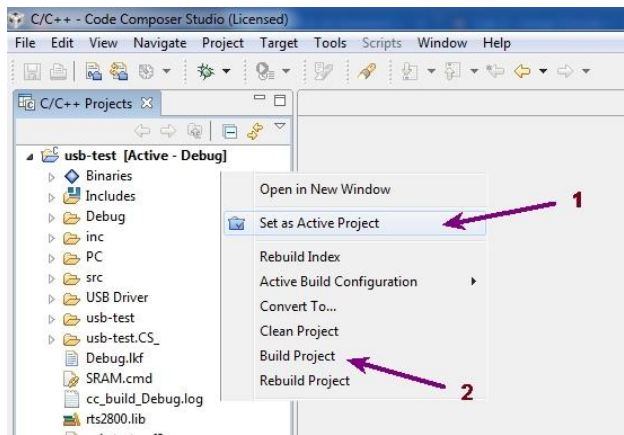 C/C++ - Code Composer Studio (Licensed)
File Edit View Navigate Project Target Tools Scripts Window Help
C/C++ Projects
usb-test [Active - Debug]
Binaries
Includes
Debug
inc
PC
src
USB Driver
usb-test
usb-test.CS_
Debug.lkf
SRAM.cmd
cc_build_Debug.log
rts2800.lib
Open in New Window
Set as Active Project
Rebuild Index
Active Build Configuration
Convert To...
Clean Project
Build Project
Rebuild Project
1
2